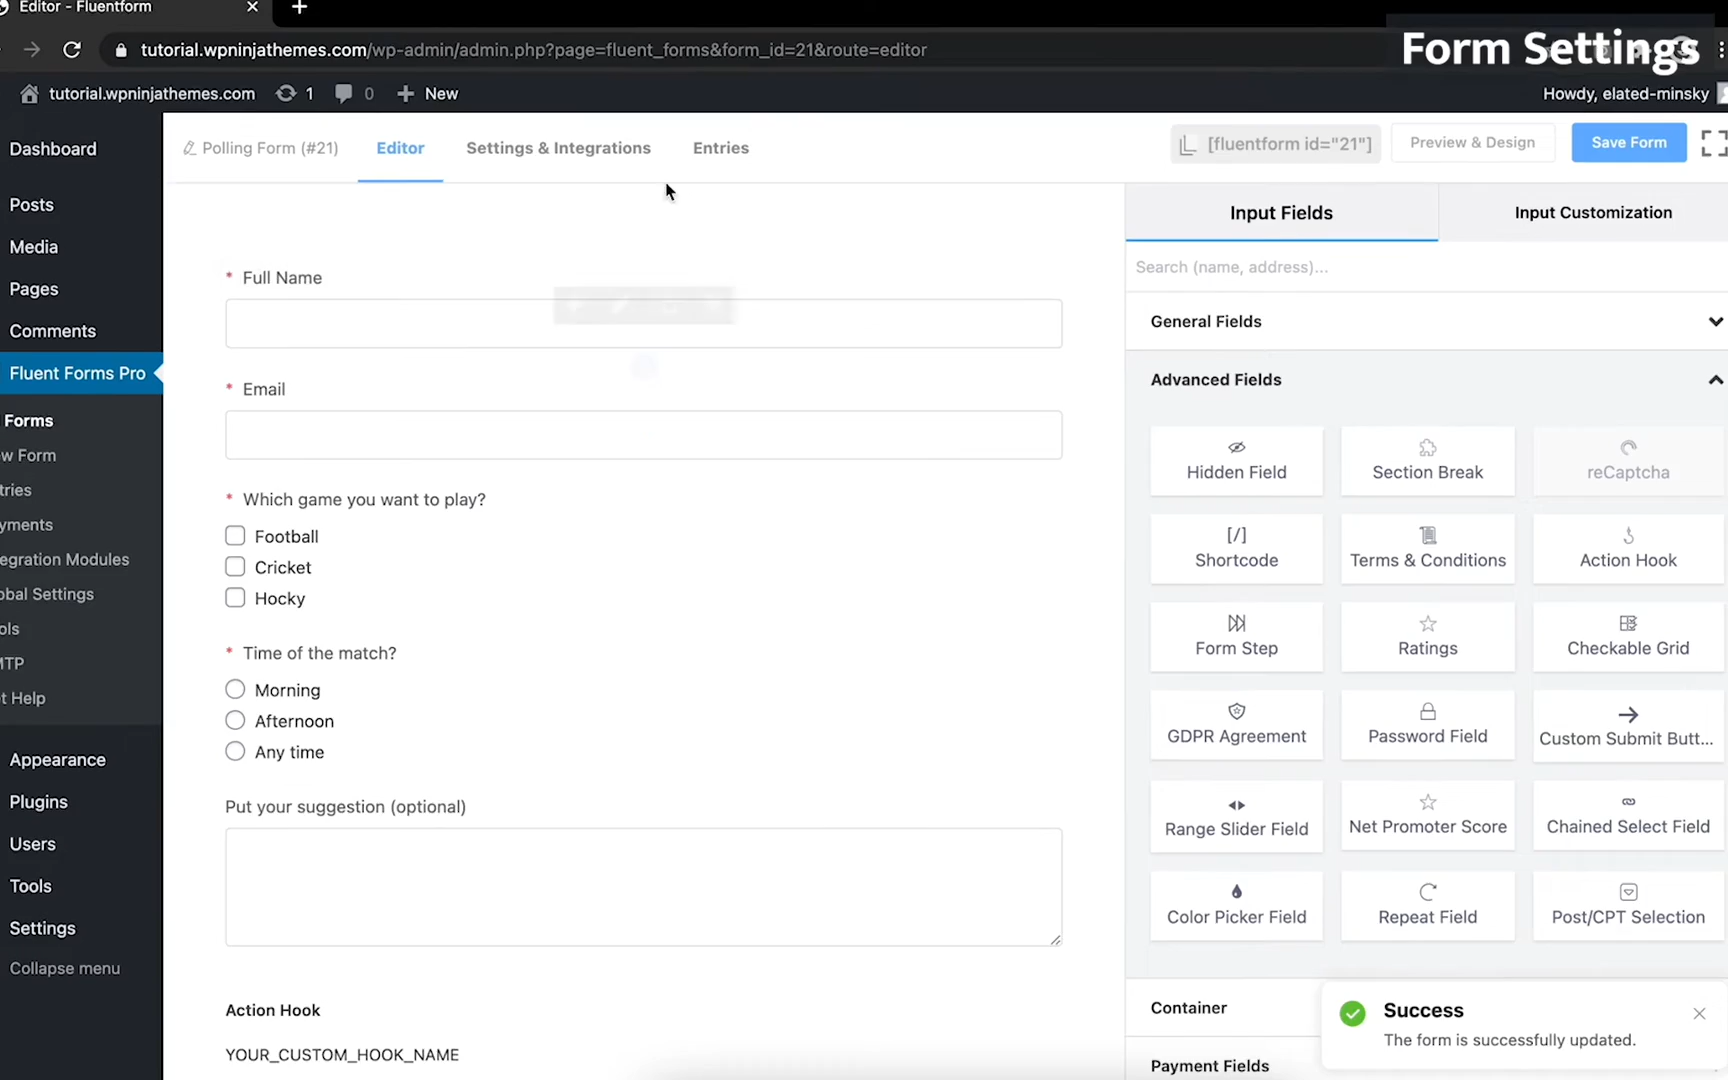 Editor - Fluentform
tutorial.wpninjathemes.com/wp-admin/admin.php?page=fluent_forms&form_id=21&route=editor
Form Settings
tutorial.wpninjathemes.com 1 0 New
Howdy, elated-minsky
Dashboard
Posts
Media
Pages
Comments
Fluent Forms Pro
Forms
w Form
tries
yments
egration Modules
obal Settings
ols
MTP
t Help
Appearance
Plugins
Users
Tools
Settings
Collapse menu
Polling Form (#21)
Editor
Settings & Integrations
Entries
[fluentform id="21"]
Preview & Design
Save Form
* Full Name
* Email
* Which game you want to play?
Football
Cricket
Hocky
* Time of the match?
Morning
Afternoon
Any time
Put your suggestion (optional)
Action Hook
YOUR_CUSTOM_HOOK_NAME
Input Fields
Input Customization
Search (name, address)...
General Fields
Advanced Fields
Hidden Field
Section Break
reCaptcha
[/]
Shortcode
Terms & Conditions
Action Hook
Form Step
Ratings
Checkable Grid
GDPR Agreement
Password Field
Custom Submit Butt...
Range Slider Field
Net Promoter Score
Chained Select Field
Color Picker Field
Repeat Field
Post/CPT Selection
Container
Payment Fields
Success
The form is successfully updated.